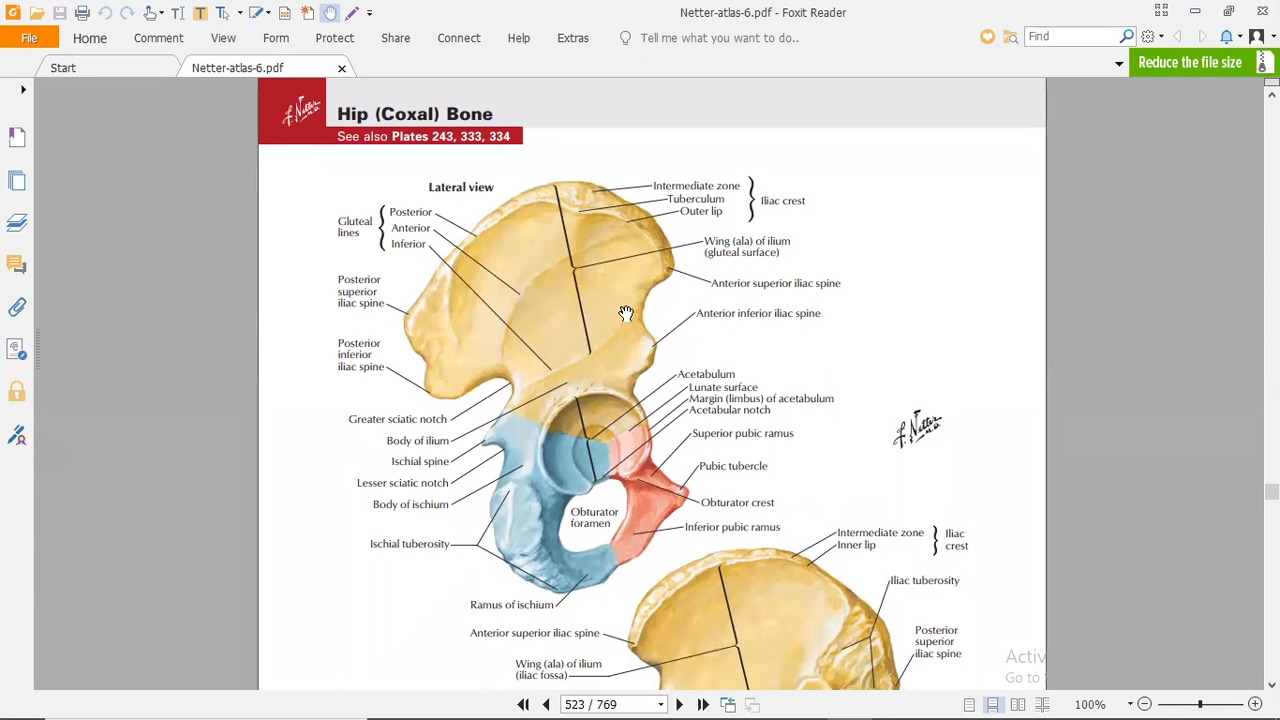 Netter-atlas-6.pdf - Foxit Reader
File Home Comment View Form Protect Share Connect Help Extras Tell me what you want to do.. Find
Start Netter-atlas-6.pdf
Reduce the file size
Hip (Coxal) Bone
See also Plates 243, 333, 334
Lateral view
Gluteal
lines
Posterior
Anterior
Inferior
Posterior
superior
iliac spine
Posterior
inferior
iliac spine
Greater sciatic notch
Body of ilium
Ischial spine
Lesser sciatic notch
Body of ischium
Ischial tuberosity
Ramus of ischium
Obturator
foramen
Intermediate zone
Tuberculum
Outer lip
Iliac crest
Wing (ala) of ilium
(gluteal surface)
Anterior superior iliac spine
Anterior inferior iliac spine
Acetabulum
Lunate surface
Margin (limbus) of acetabulum
Acetabular notch
Superior pubic ramus
Pubic tubercle
Obturator crest
Inferior pubic ramus
Intermediate zone
Inner lip
Iliac
crest
Iliac tuberosity
Posterior
superior
iliac spine
Anterior superior iliac spine
Wing (ala) of ilium
(iliac fossa)
Activ
Go to S
523 / 769
100%